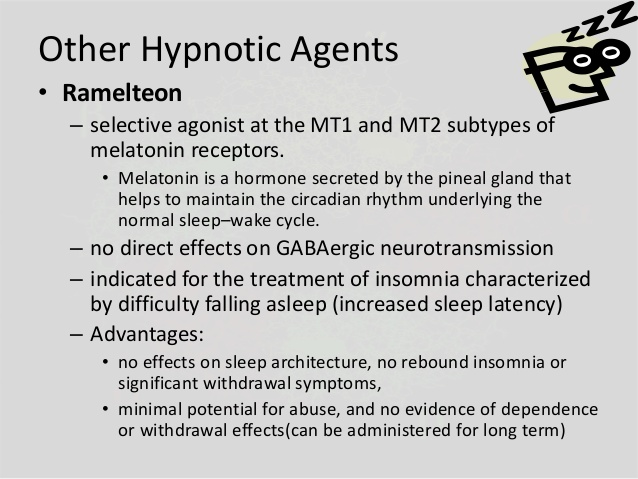 Other Hypnotic Agents
ZZZ
• Ramelteon
– selective agonist at the MT1 and MT2 subtypes of
melatonin receptors.
• Melatonin is a hormone secreted by the pineal gland that
helps to maintain the circadian rhythm underlying the
normal sleep–wake cycle.
– no direct effects on GABAergic neurotransmission
– indicated for the treatment of insomnia characterized
by difficulty falling asleep (increased sleep latency)
– Advantages:
• no effects on sleep architecture, no rebound insomnia or
significant withdrawal symptoms,
• minimal potential for abuse, and no evidence of dependence
or withdrawal effects(can be administered for long term)